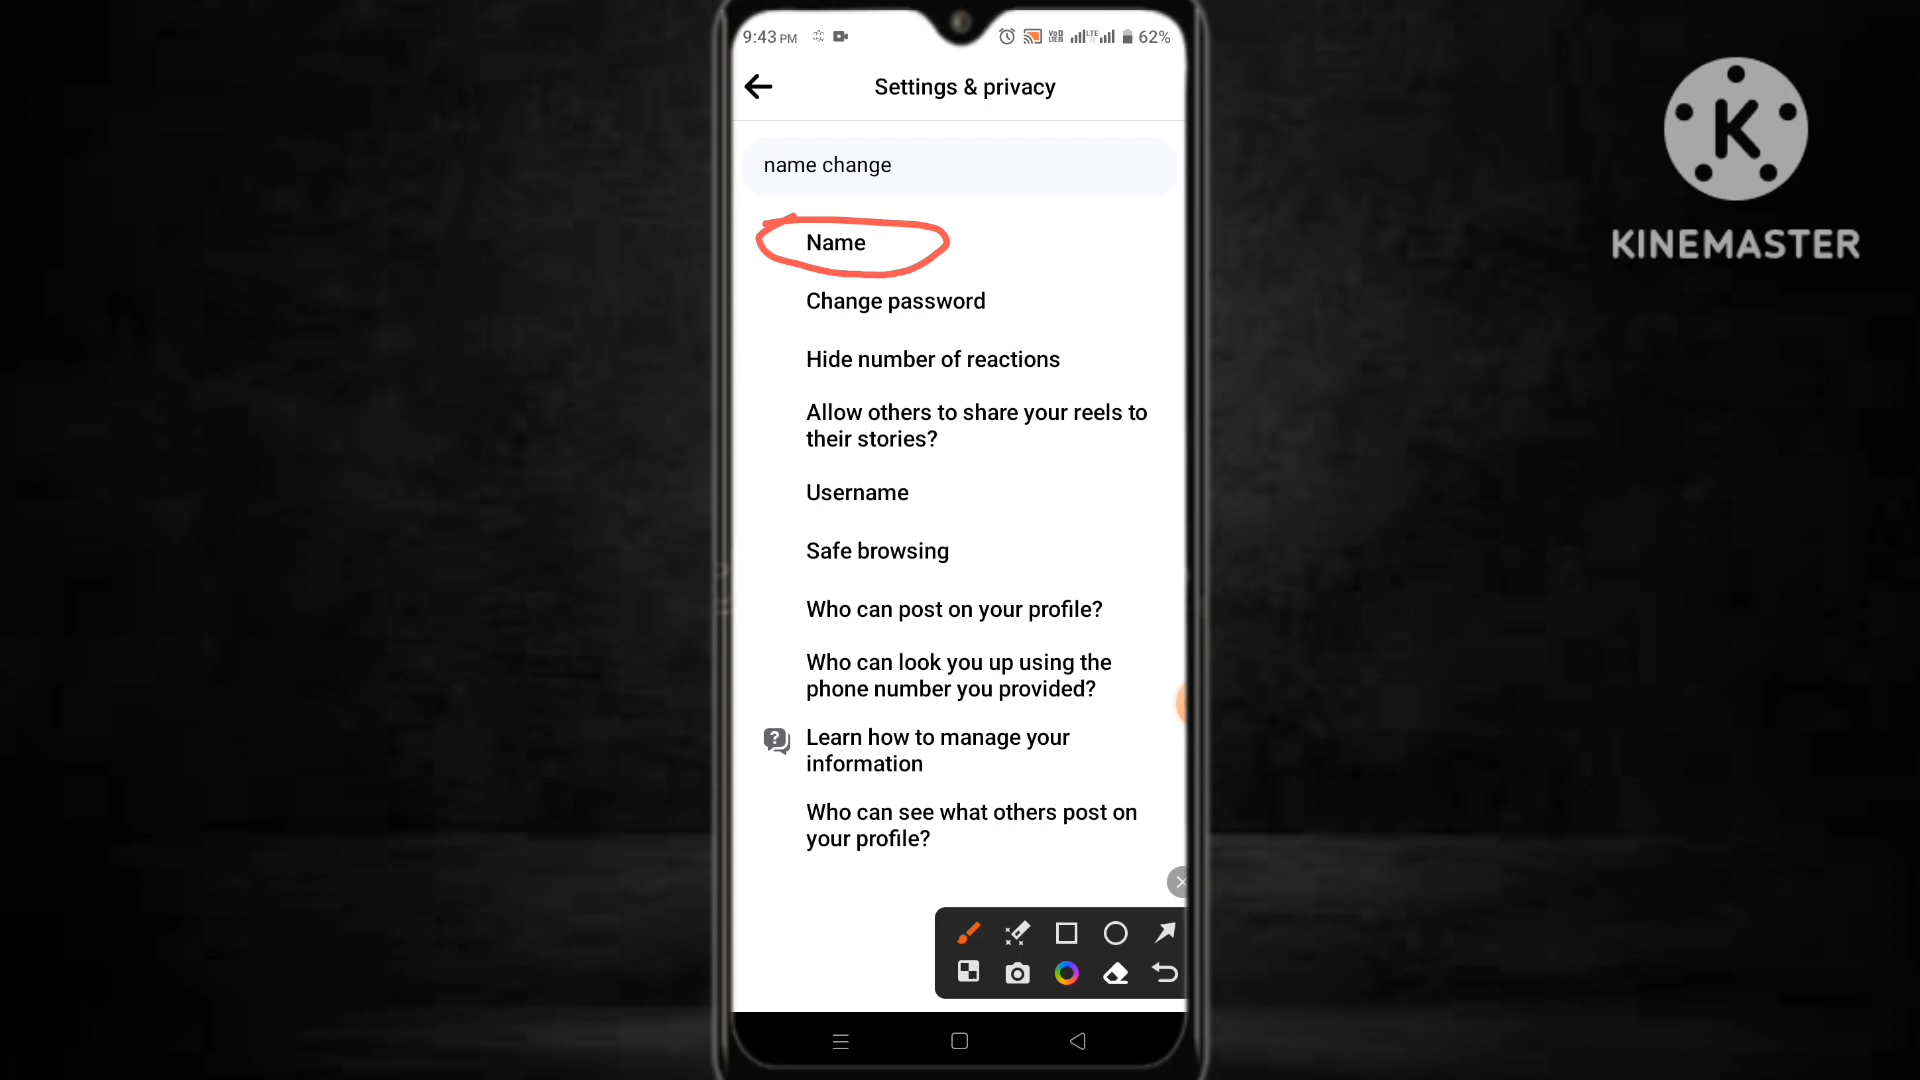 9:43 PM
62%
Settings & privacy
name change
Name
Change password
Hide number of reactions
Allow others to share your reels to
their stories?
Username
Safe browsing
Who can post on your profile?
Who can look you up using the
phone number you provided?
Learn how to manage your
information
Who can see what others post on
your profile?
K
KINEMASTER